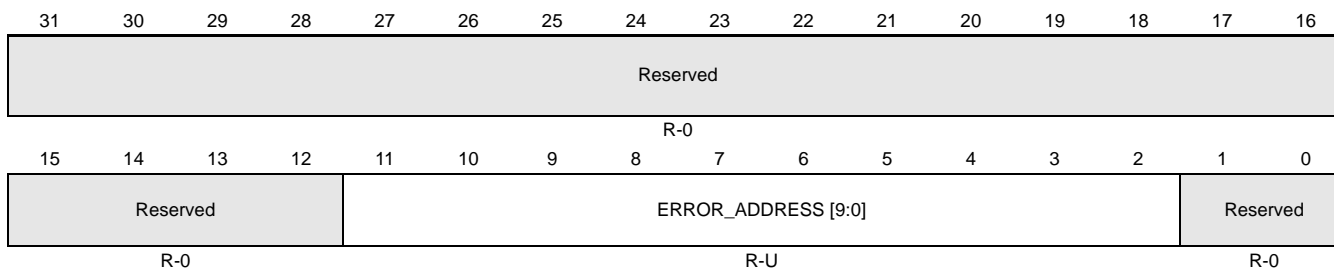 31 30 29 28 27 26 25 24 23 22 21 20 19 18 17 16
Reserved
R-0
15 14 13 12 11 10 9 8 7 6 5 4 3 2 1 0
Reserved ERROR_ADDRESS [9:0] Reserved
R-0 R-U R-0